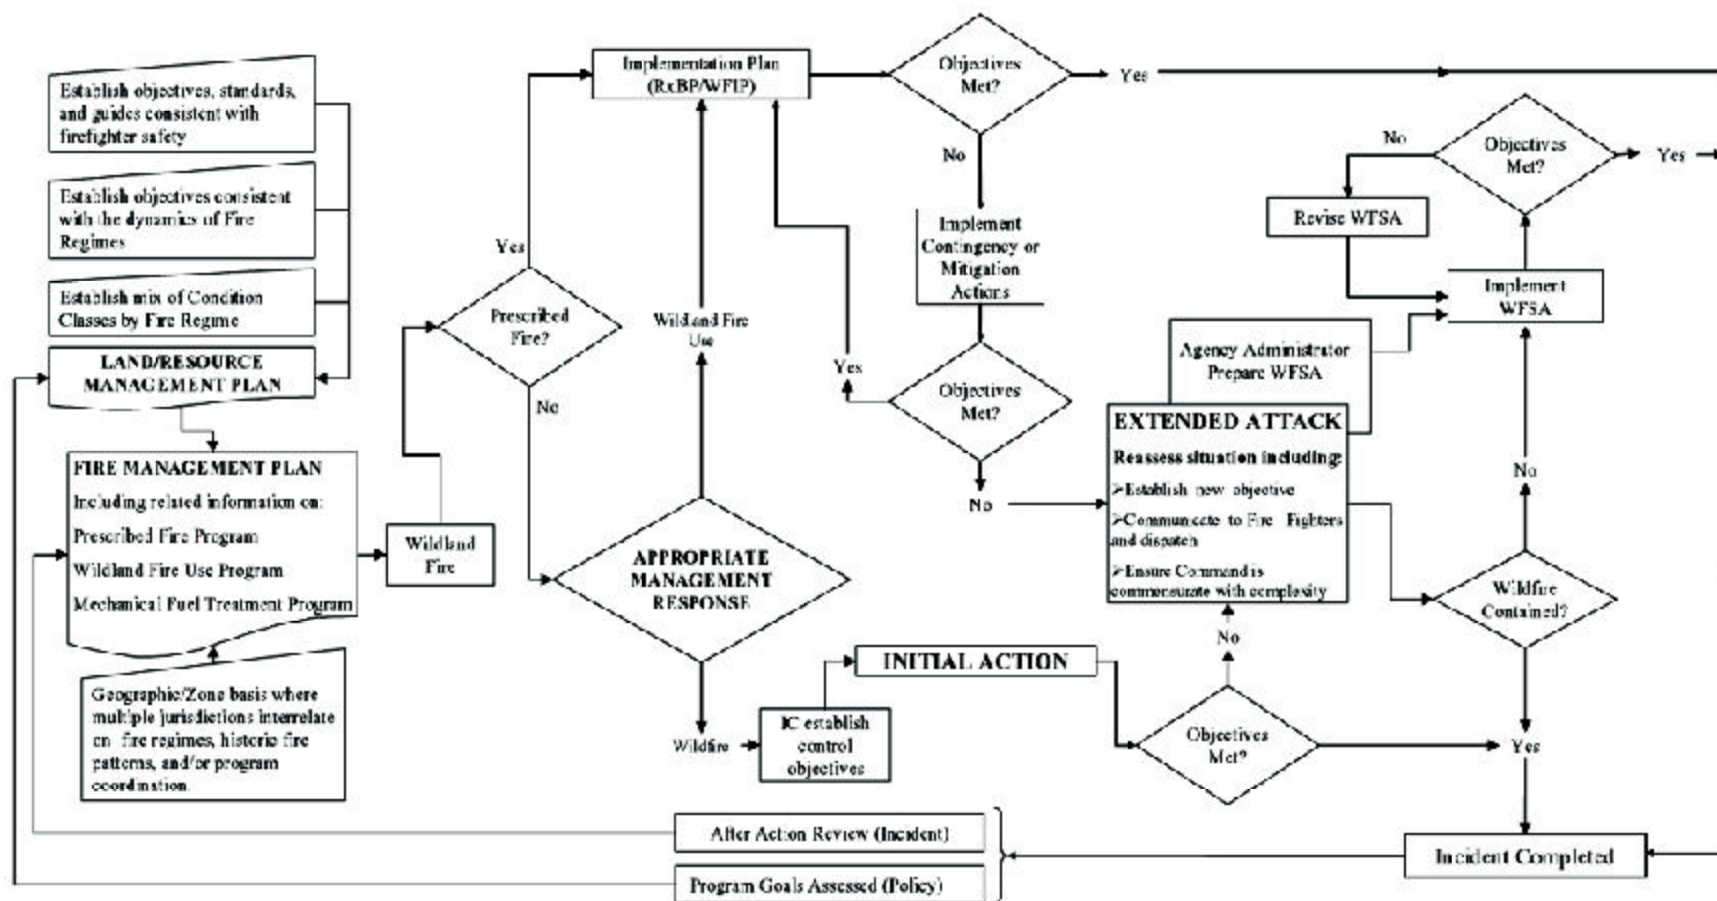 Establish objectives, standards,
and guides consistent with
firefighter safety
Establish objectives consistent
with the dynamics of Fire
Regimes
Establish mix of Condition
Classes by Fire Regime
LAND/RESOURCE
MANAGEMENT PLAN
FIRE MANAGEMENT PLAN
Including related information on:
Prescribed Fire Program
Wildland Fire Use Program
Mechanical Fuel Treatment Program
Geographic/Zone basis where
multiple jurisdictions interrelate
on fire regimes, historic fire
patterns, and/or program
coordination.
Wildland
Fire
Prescribed
Fire?
Yes
No
Implementation Plan
(RxBP/WFIP)
Wildland Fire
Use
APPROPRIATE
MANAGEMENT
RESPONSE
Wildfire
IC establish
control
objectives
INITIAL ACTION
Objectives
Met?
Yes
No
Implement
Contingency or
Mitigation
Actions
Objectives
Met?
Yes
No
Agency Administrator
Prepare WFSA
EXTENDED ATTACK
Reassess situation including:
➢Establish new objective
➢Communicate to Fire Fighters
and dispatch
➢Ensure Command is
commensurate with complexity
No
Objectives
Met?
Objectives
Met?
No
Yes
Revise WFSA
Implement
WFSA
No
Wildfire
Contained?
Yes
Incident Completed
After Action Review (Incident)
Program Goals Assessed (Policy)